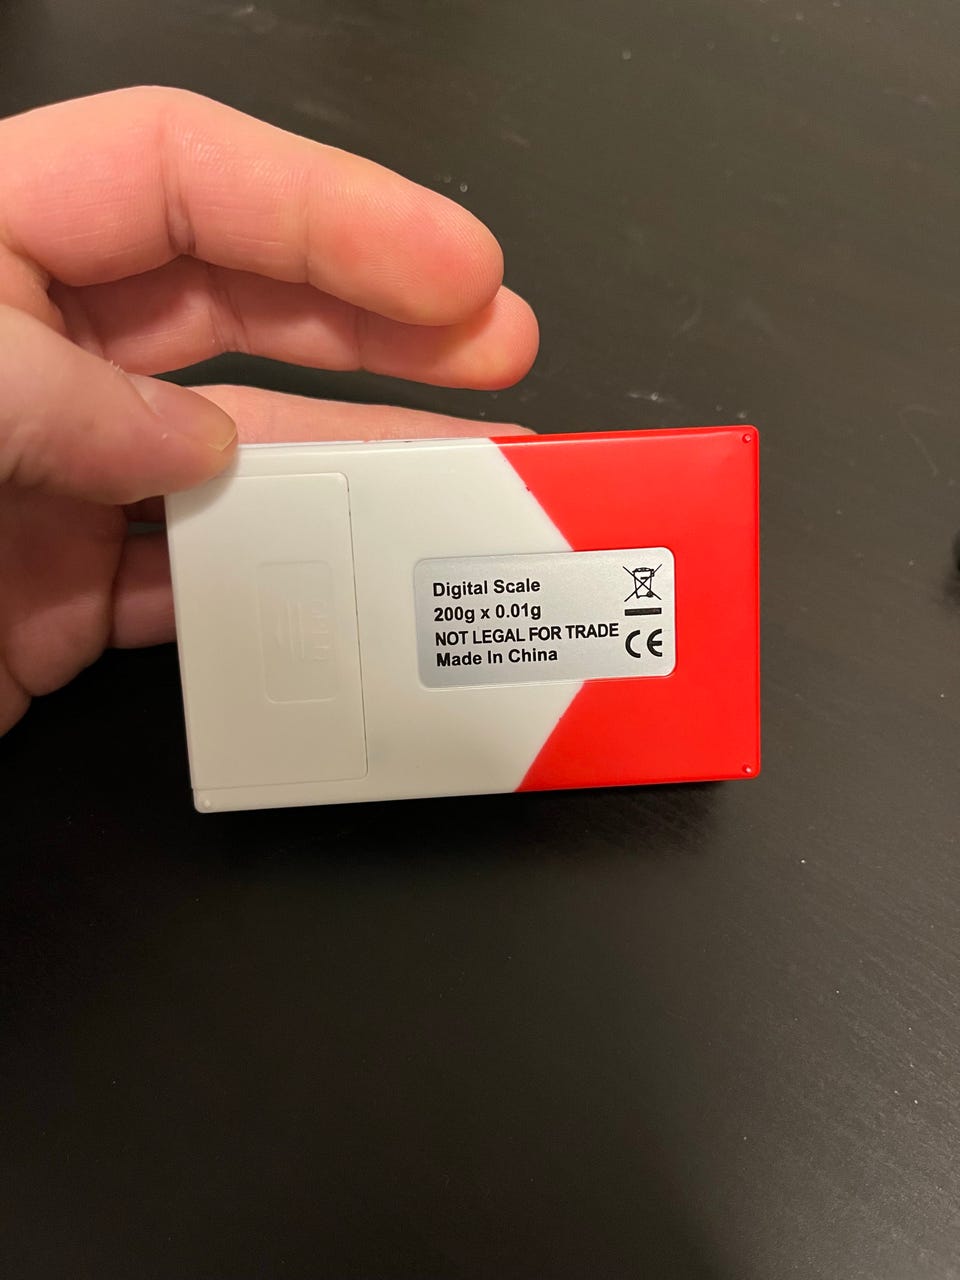 Digital Scale
200g x 0.01g
NOT LEGAL FOR TRADE
Made In China
CE